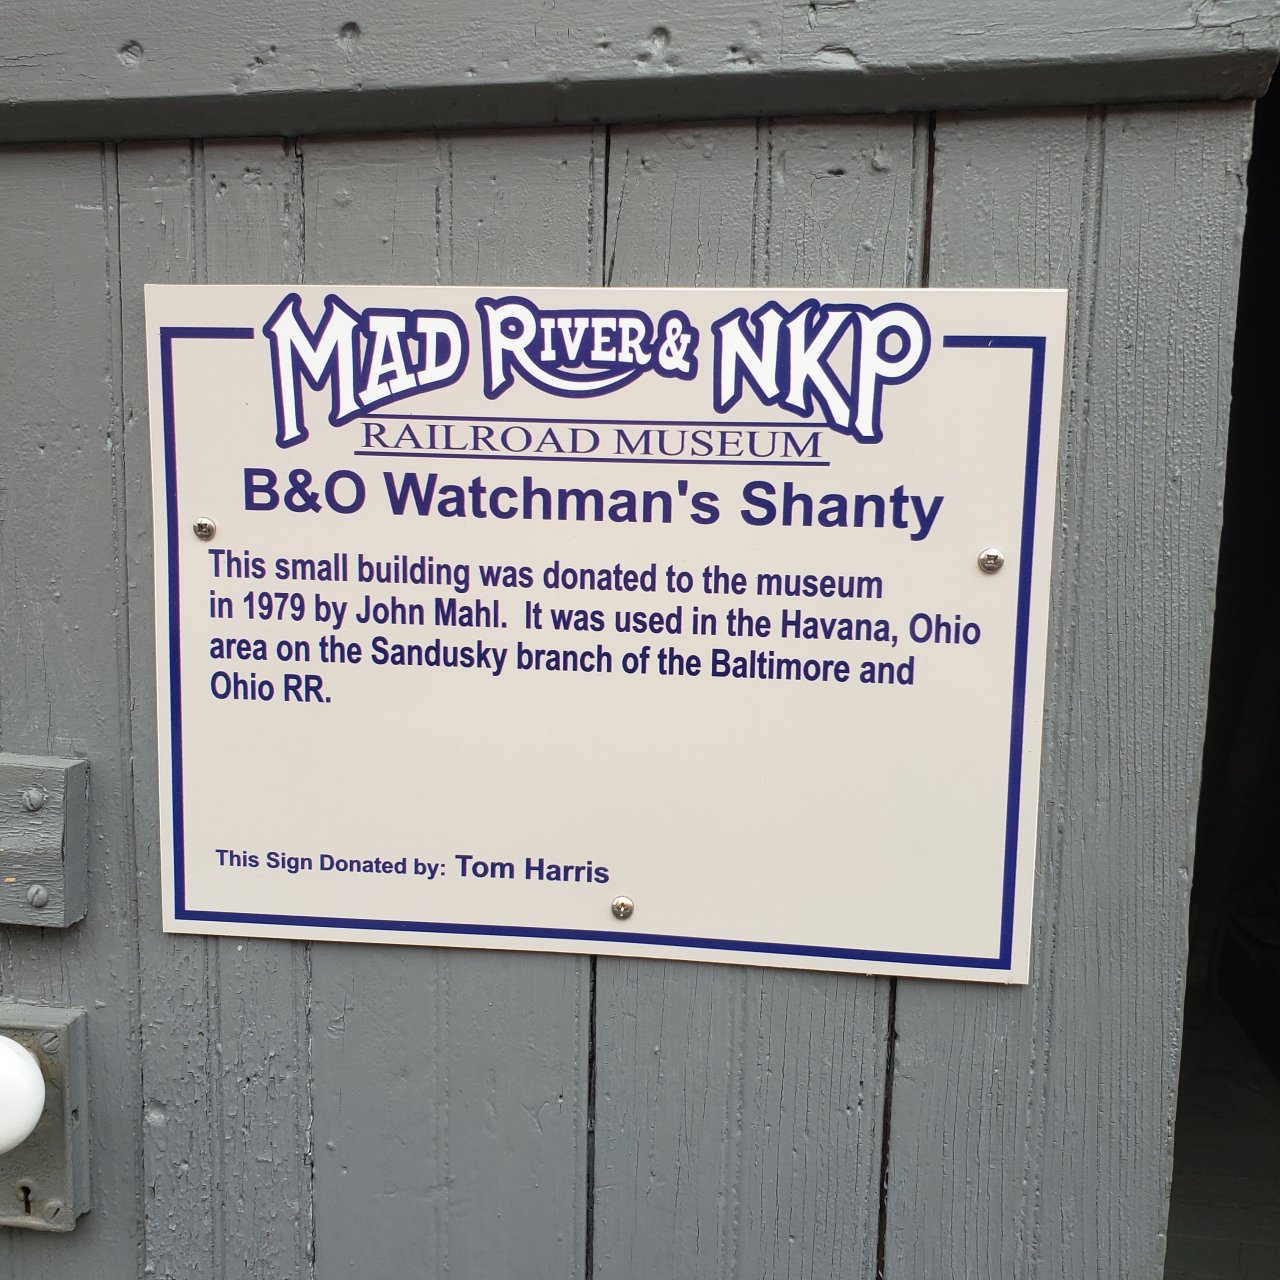 MAD RIVER & NKP
RAILROAD MUSEUM
B&O Watchman's Shanty
This small building was donated to the museum
in 1979 by John Mahl.  It was used in the Havana, Ohio
area on the Sandusky branch of the Baltimore and
Ohio RR.
This Sign Donated by: Tom Harris